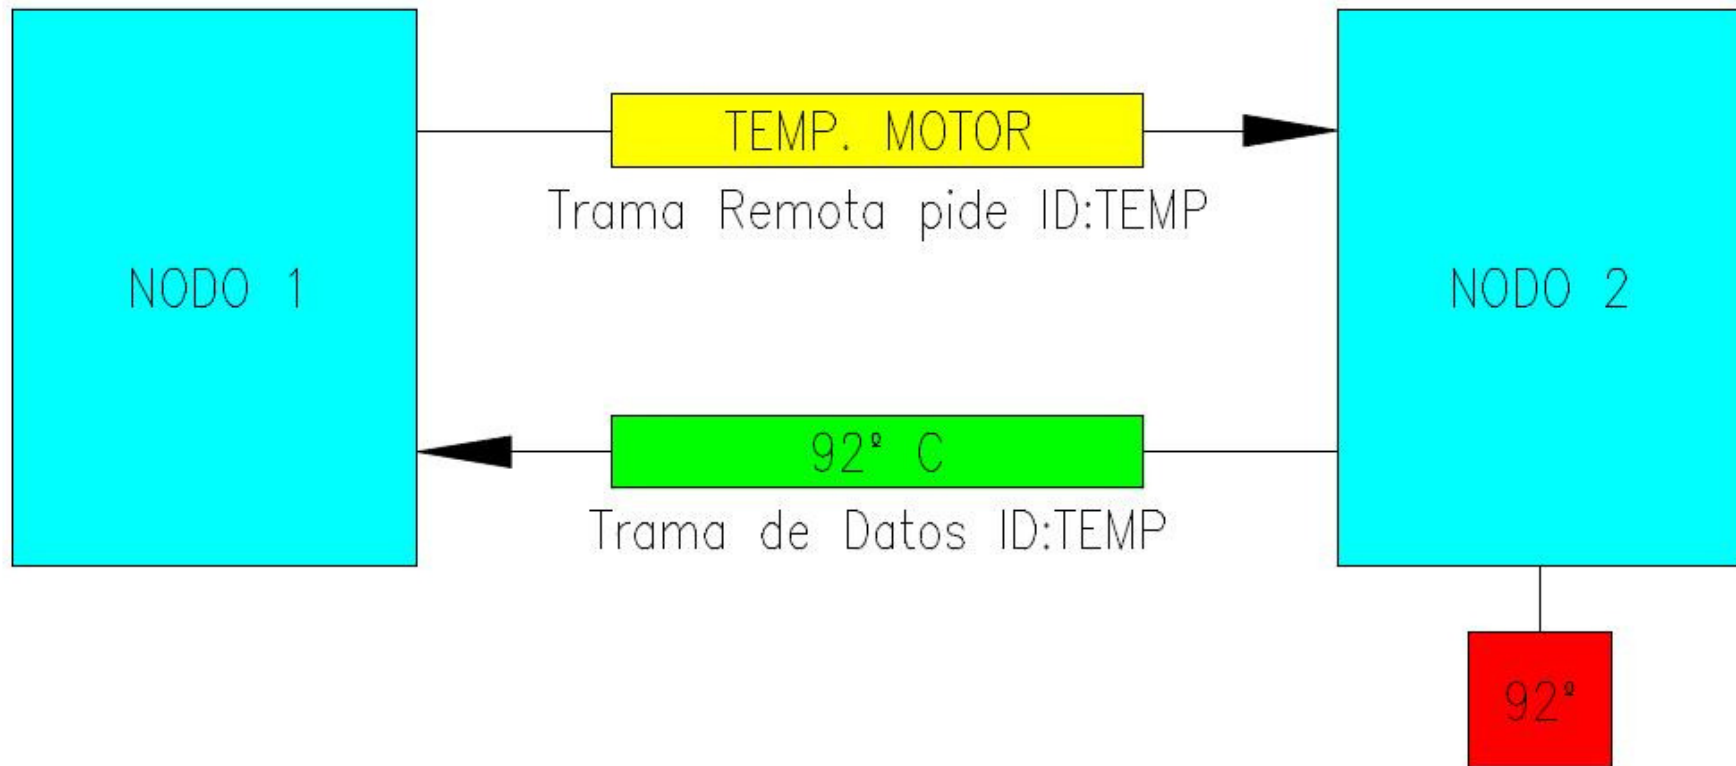 TEMP. MOTOR
Trama Remota pide ID:TEMP
NODO 1
NODO 2
92º C
Trama de Datos ID:TEMP
92º